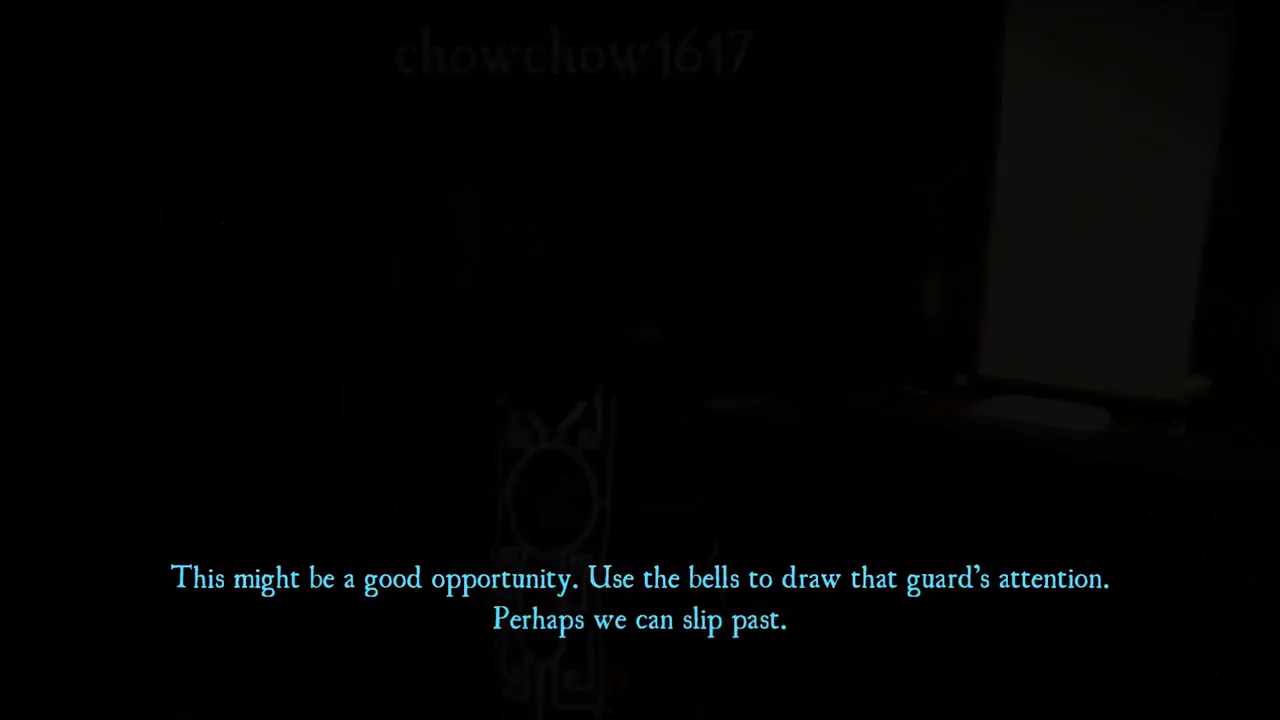 chowchow1617
This might be a good opportunity. Use the bells to draw that guard's attention.
Perhaps we can slip past.